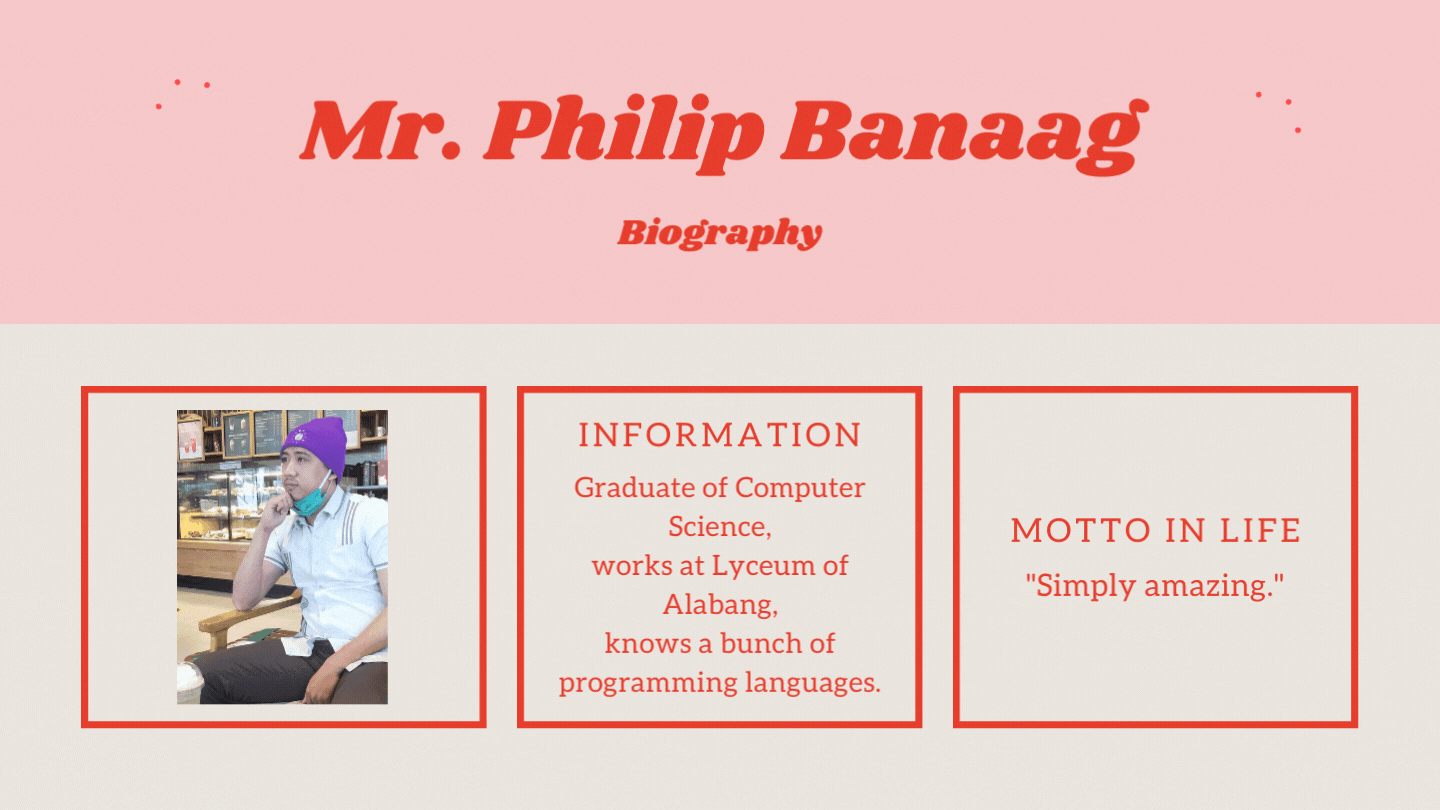 Mr. Philip Banaag
Biography
INFORMATION
Graduate of Computer
Science,
works at Lyceum of
Alabang,
knows a bunch of
programming languages.
MOTTO IN LIFE
"Simply amazing."